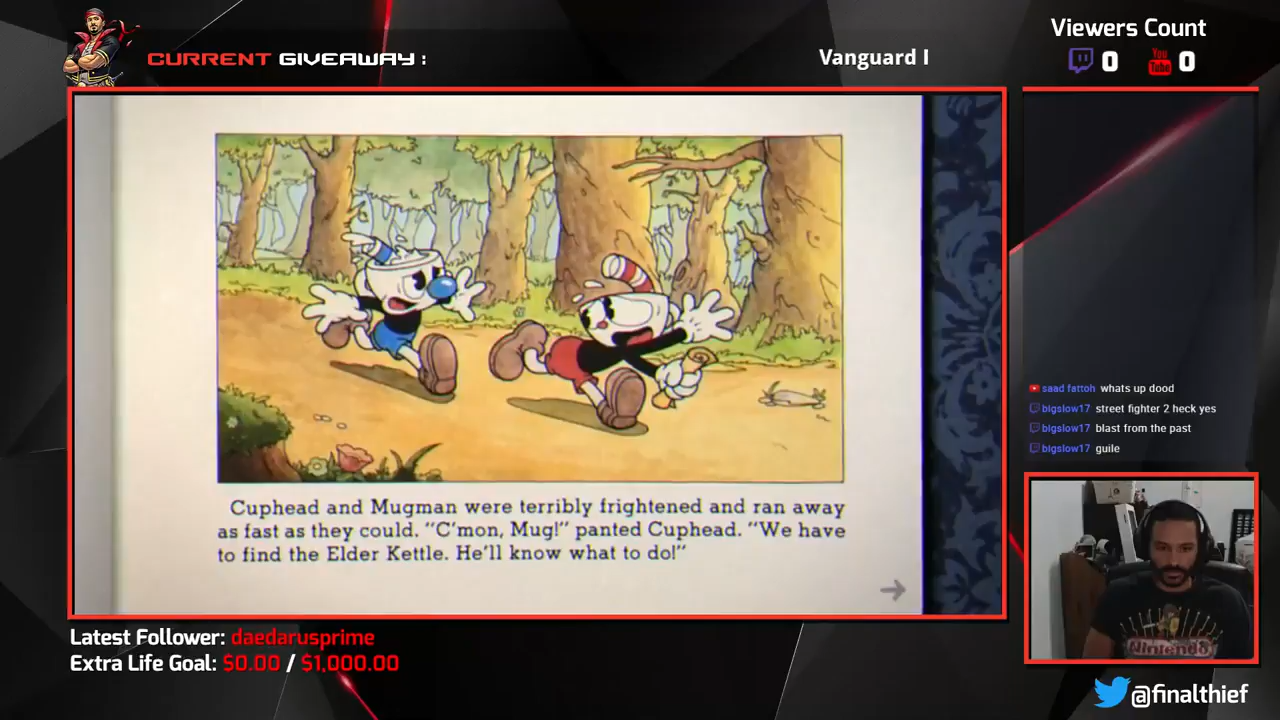 CURRENT GIVEAWAY :
Vanguard I
Viewers Count
0
You Tube 0
Cuphead and Mugman were terribly frightened and ran away
as fast as they could. "C'mon, Mug!" panted Cuphead. "We have
to find the Elder Kettle. He'll know what to do!"
saad fattoh whats up dood
bigslow17 street fighter 2 heck yes
bigslow17 blast from the past
bigslow17 guile
Nintendo
Latest Follower: daedarusprime
Extra Life Goal: $0.00 / $1,000.00
@finalthief